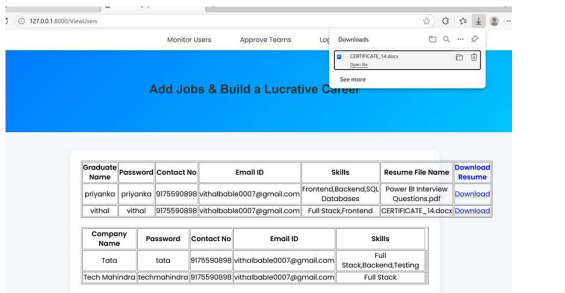 127.0.0.1:8000/ViewUsers
Monitor Users Approve Teams Log
Downloads
CERTIFICATE_14.docx
Open file
See more
Add Jobs & Build a Lucrative Career
Graduate Name Password Contact No Email ID Skills Resume File Name Download Resume
priyanka priyanka 9175590898 vithalbable0007@gmail.com Frontend,Backend,SQL Databases Power BI Interview Questions.pdf Download
vithal vithal 9175590898 vithalbable0007@gmail.com Full Stack,Frontend CERTIFICATE_14.docx Download
Company Name Password Contact No Email ID Skills
Tata tata 9175590898 vithalbable0007@gmail.com Full Stack,Backend,Testing
Tech Mahindra techmahindra 9175590898 vithalbable0007@gmail.com Full Stack